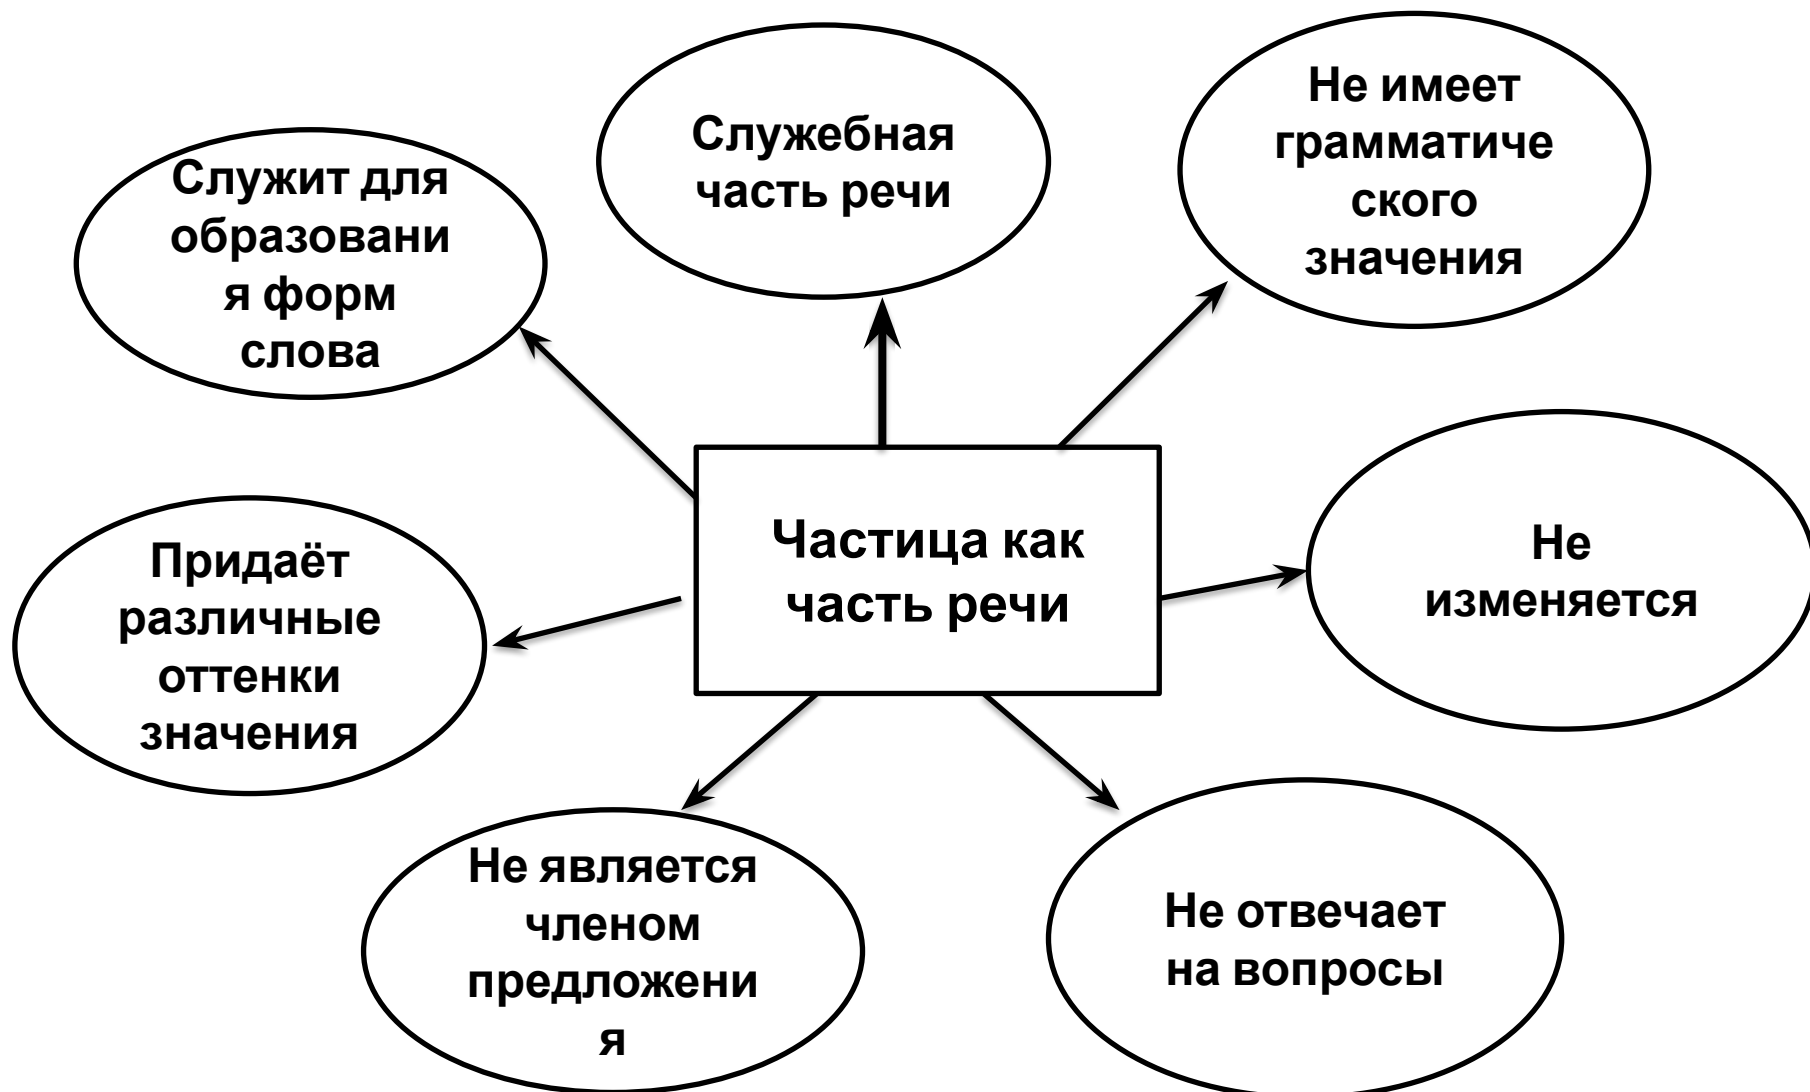 Служебная
часть речи
Не имеет
грамматиче
ского
значения
Служит для
образовани
я форм
слова
Частица как
часть речи
Не
изменяется
Придаёт
различные
оттенки
значения
Не является
членом
предложени
я
Не отвечает
на вопросы